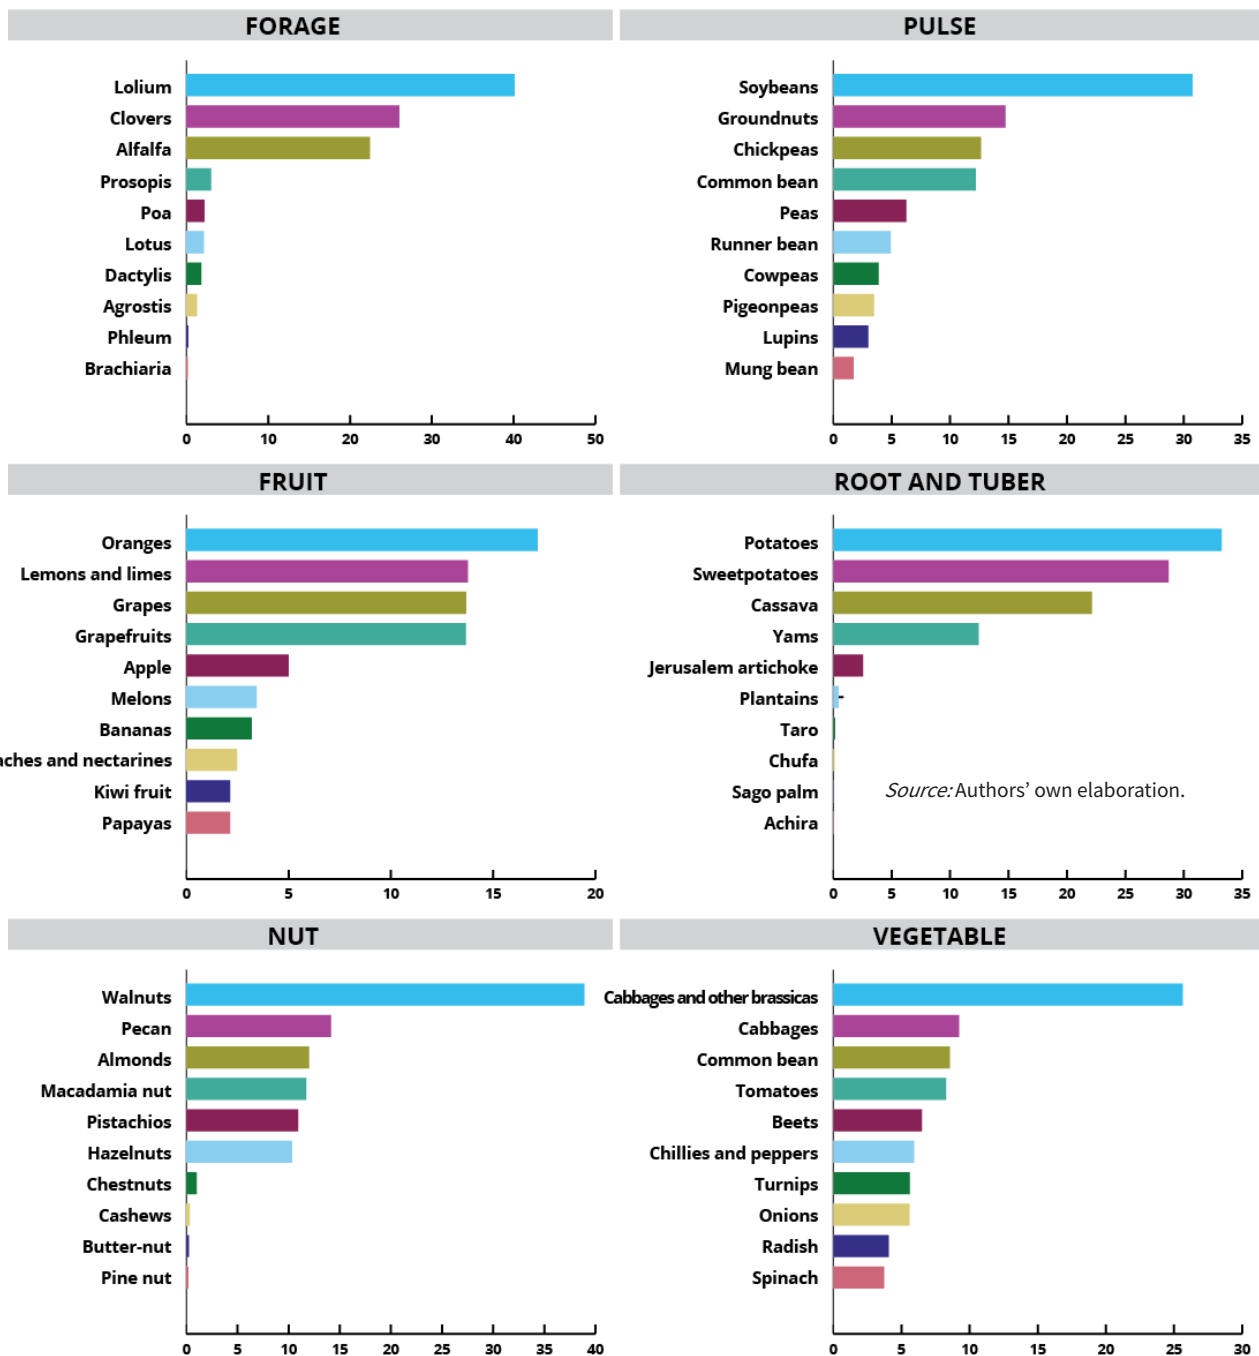 FORAGE
Lolium
Clovers
Alfalfa
Prosopis
Poa
Lotus
Dactylis
Agrostis
Phleum
Brachiaria
0 10 20 30 40 50
PULSE
Soybeans
Groundnuts
Chickpeas
Common bean
Peas
Runner bean
Cowpeas
Pigeonpeas
Lupins
Mung bean
0 5 10 15 20 25 30 35
FRUIT
Oranges
Lemons and limes
Grapes
Grapefruits
Apple
Melons
Bananas
aches and nectarines
Kiwi fruit
Papayas
0 5 10 15 20
ROOT AND TUBER
Potatoes
Sweetpotatoes
Cassava
Yams
Jerusalem artichoke
Plantains
Taro
Chufa
Sago palm
Achira
Source: Authors’ own elaboration.
0 5 10 15 20 25 30 35
NUT
Walnuts
Pecan
Almonds
Macadamia nut
Pistachios
Hazelnuts
Chestnuts
Cashews
Butter-nut
Pine nut
0 5 10 15 20 25 30 35 40
VEGETABLE
Cabbages and other brassicas
Cabbages
Common bean
Tomatoes
Beets
Chillies and peppers
Turnips
Onions
Radish
Spinach
0 5 10 15 20 25 30